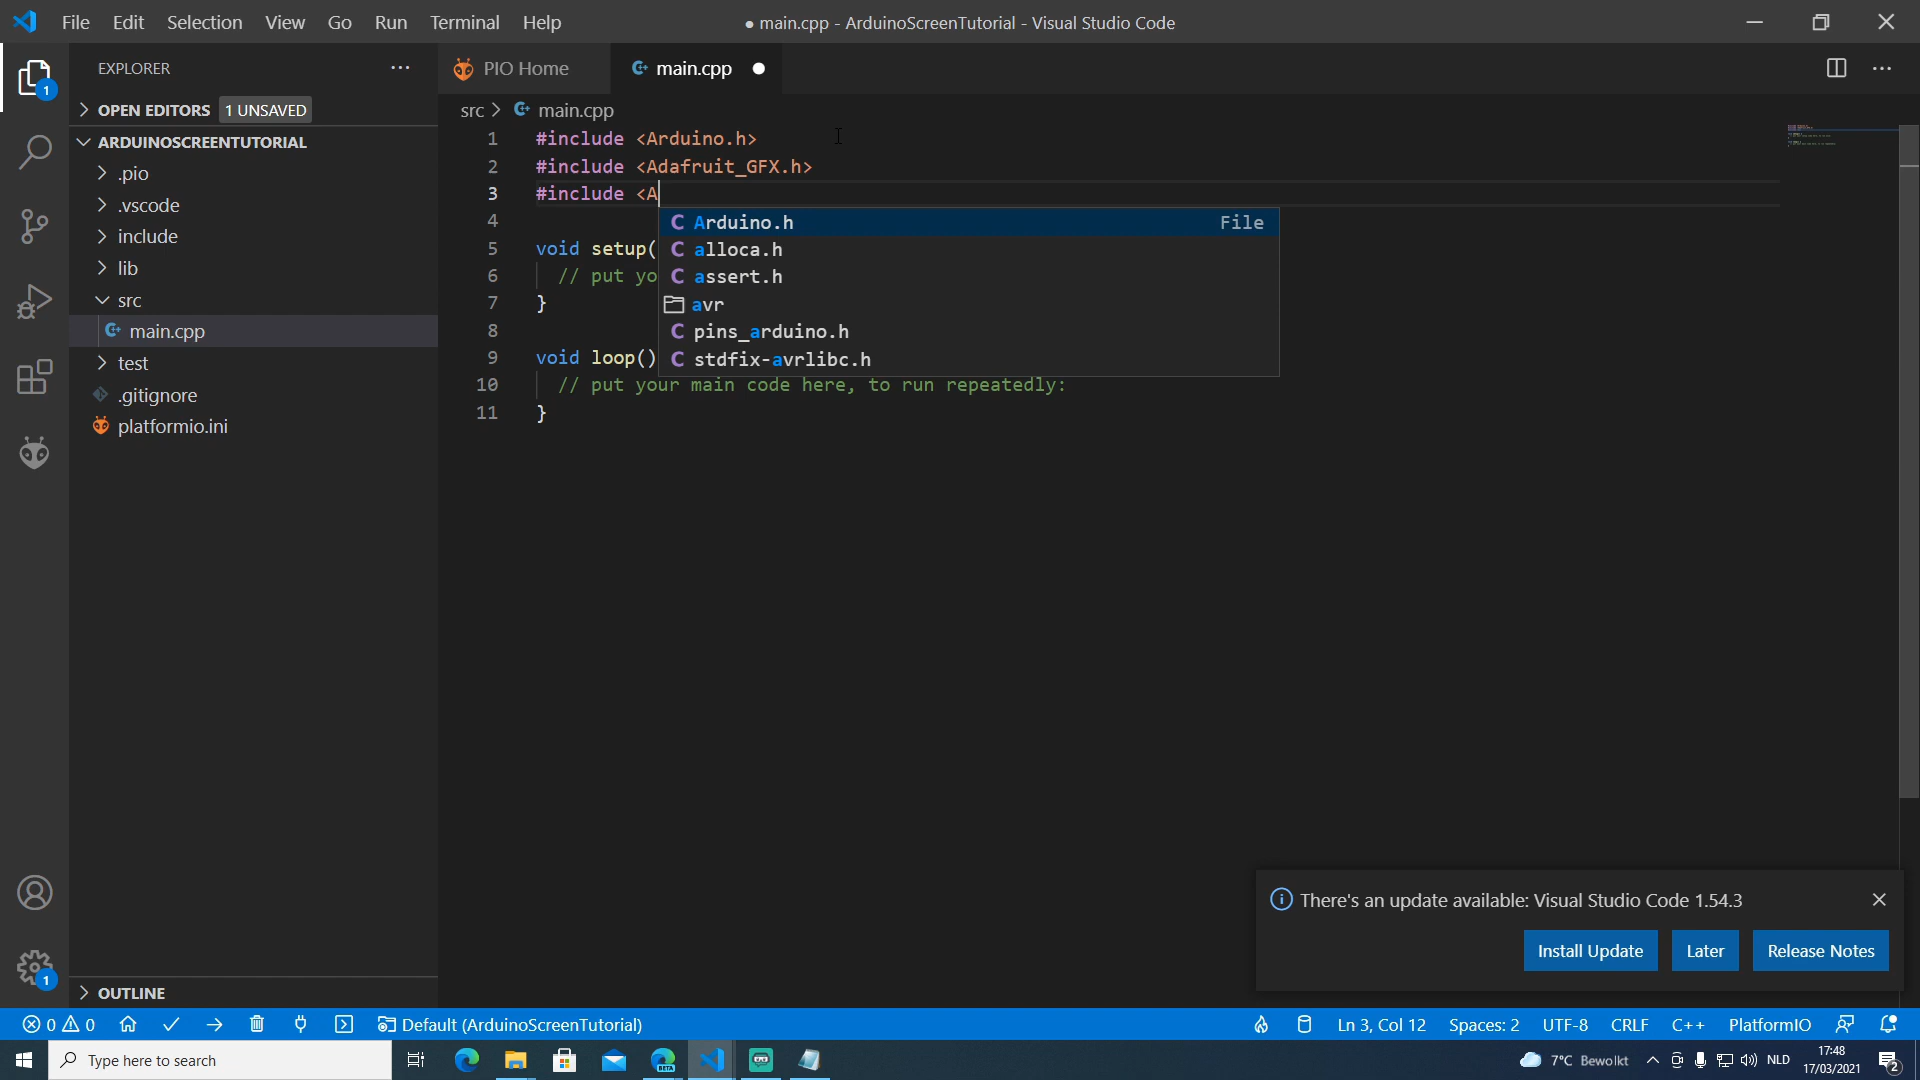 File Edit Selection View Go Run Terminal Help
● main.cpp - ArduinoScreenTutorial - Visual Studio Code
EXPLORER
OPEN EDITORS 1 UNSAVED
ARDUINOSCREENTUTORIAL
.pio
.vscode
include
lib
src
main.cpp
test
.gitignore
platformio.ini
OUTLINE
1
1
PIO Home
main.cpp ●
src > main.cpp
1 #include <Arduino.h>
2 #include <Adafruit_GFX.h>
3 #include <A
4
5 void setup(
6 // put yo
7 }
8
9 void loop()
10 // put your main code here, to run repeatedly:
11 }
Arduino.h File
alloca.h
assert.h
avr
pins_arduino.h
stdfix-avrlibc.h
There's an update available: Visual Studio Code 1.54.3
Install Update Later Release Notes
0 0 Default (ArduinoScreenTutorial) Ln 3, Col 12 Spaces: 2 UTF-8 CRLF C++ PlatformIO
Type here to search
BETA
7°C Bewolkt NLD
17:48
17/03/2021
2